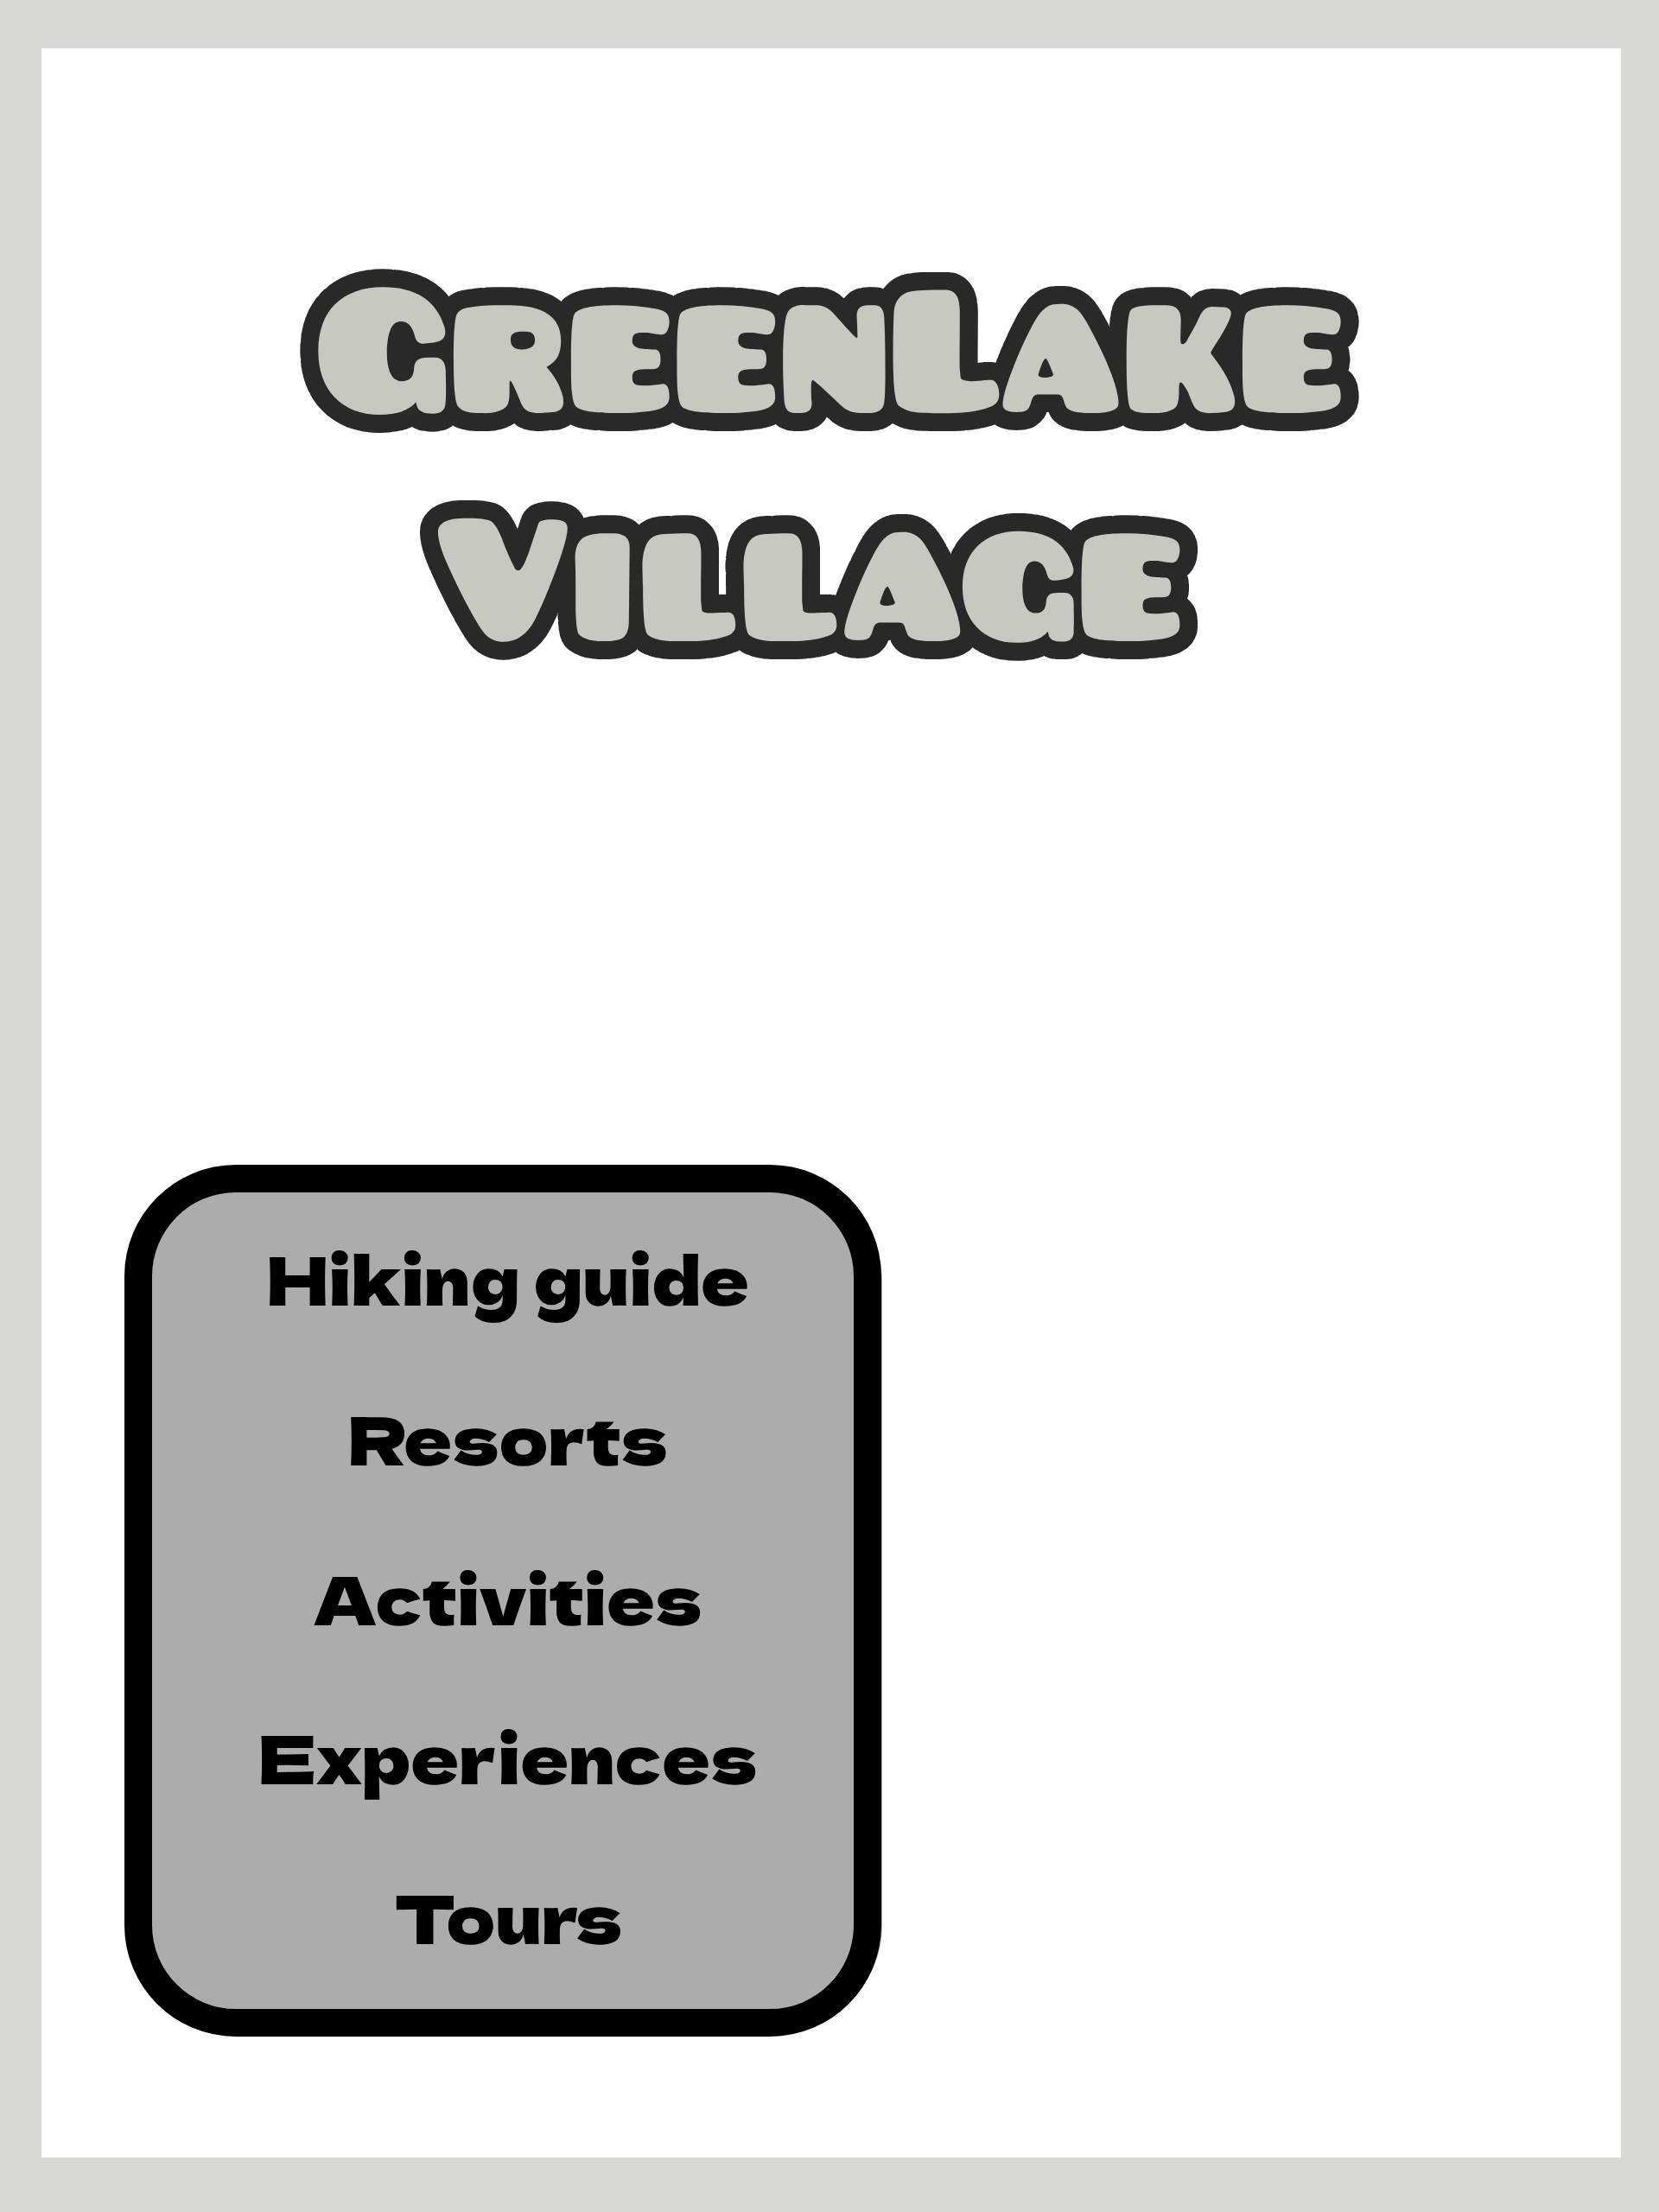 GreenLake
Village
Hiking guide
Resorts
Activities
Experiences
Tours